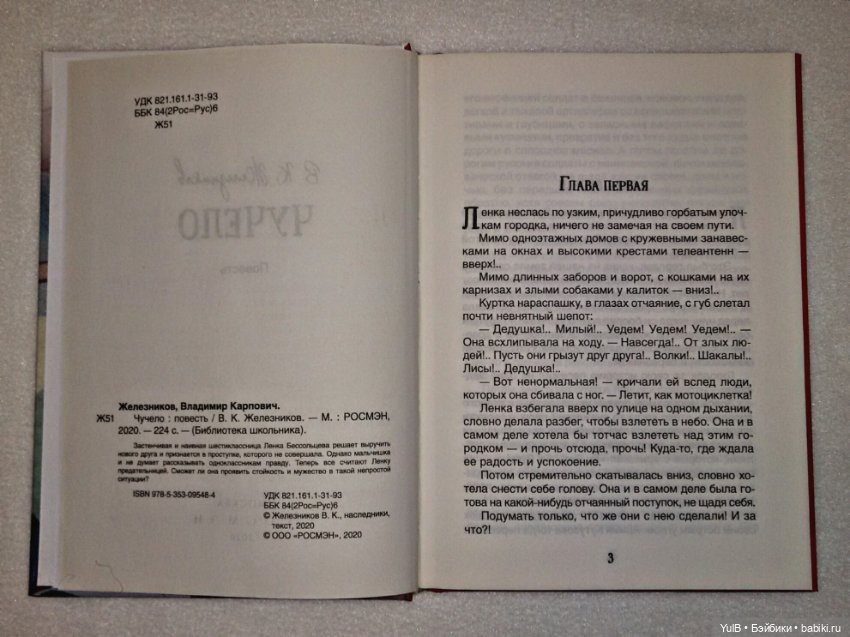 УДК 821.161.1-31-93
ББК 84(2Рос=Рус)6
Ж51
Железников, Владимир Карпович.
Ж51 Чучело : повесть / В. К. Железников. — М. : РОСМЭН,
2020. — 224 с. — (Библиотека школьника).
Застенчивая и наивная шестиклассница Ленка Бессольцева решает выручить
нового друга и признается в поступке, которого не совершала. Однако мальчишка
и не думает рассказывать одноклассникам правду. Теперь все считают Ленку
предательницей. Сможет ли она проявить стойкость и мужество в такой непростой
ситуации?
ISBN 978-5-353-09548-4
УДК 821.161.1-31-93
ББК 84(2Рос=Рус)6
© Железников В. К., наследники,
текст, 2020
© ООО «РОСМЭН», 2020
Глава первая
Ленка неслась по узким, причудливо горбатым улоч-
кам городка, ничего не замечая на своем пути.
Мимо одноэтажных домов с кружевными занавес-
ками на окнах и высокими крестами телеантенн —
вверх!..
Мимо длинных заборов и ворот, с кошками на их
карнизах и злыми собаками у калиток — вниз!..
Куртка нараспашку, в глазах отчаяние, с губ слетал
почти невнятный шепот:
— Дедушка!.. Милый!.. Уедем! Уедем! Уедем!.. —
Она всхлипывала на ходу. — Навсегда!.. От злых лю-
дей!.. Пусть они грызут друг друга!.. Волки!.. Шакалы!..
Лисы!.. Дедушка!..
— Вот ненормальная! — кричали ей вслед люди,
которых она сбивала с ног. — Летит, как мотоциклетка!
Ленка взбегала вверх по улице на одном дыхании,
словно делала разбег, чтобы взлететь в небо. Она и в
самом деле хотела бы тотчас взлететь над этим го-
родком — и прочь отсюда, прочь! Куда-то, где ждала
ее радость и успокоение.
Потом стремительно скатывалась вниз, словно хо-
тела снести себе голову. Она и в самом деле была го-
това на какой-нибудь отчаянный поступок, не щадя себя.
Подумать только, что же они с нею сделали! И за
что?!
3
YulB • Бэйбики • babiki.ru